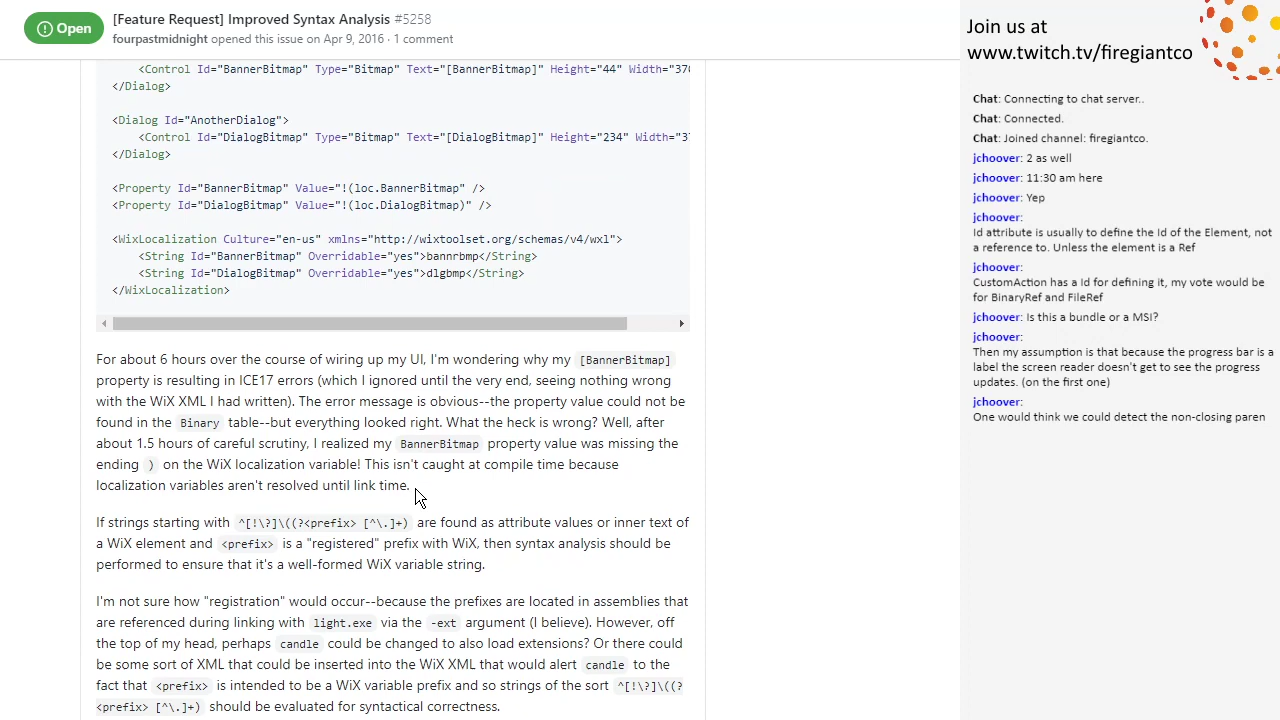 Open
[Feature Request] Improved Syntax Analysis #5258
fourpastmidnight opened this issue on Apr 9, 2016 · 1 comment
<Control Id="BannerBitmap" Type="Bitmap" Text="[BannerBitmap]" Height="44" Width="370
</Dialog>
<Dialog Id="AnotherDialog">
<Control Id="DialogBitmap" Type="Bitmap" Text="[DialogBitmap]" Height="234" Width="37
</Dialog>
<Property Id="BannerBitmap" Value="!(loc.BannerBitmap" />
<Property Id="DialogBitmap" Value="!(loc.DialogBitmap)" />
<WixLocalization Culture="en-us" xmlns="http://wixtoolset.org/schemas/v4/wxl">
<String Id="BannerBitmap" Overridable="yes">bannrbmp</String>
<String Id="DialogBitmap" Overridable="yes">dlgbmp</String>
</WixLocalization>
For about 6 hours over the course of wiring up my UI, I'm wondering why my [BannerBitmap]
property is resulting in ICE17 errors (which I ignored until the very end, seeing nothing wrong
with the WiX XML I had written). The error message is obvious--the property value could not be
found in the Binary table--but everything looked right. What the heck is wrong? Well, after
about 1.5 hours of careful scrutiny, I realized my BannerBitmap property value was missing the
ending ) on the WiX localization variable! This isn't caught at compile time because
localization variables aren't resolved until link time.
If strings starting with ^[!\?]\((?<prefix> [^\.]+) are found as attribute values or inner text of
a WiX element and <prefix> is a "registered" prefix with WiX, then syntax analysis should be
performed to ensure that it's a well-formed WiX variable string.
I'm not sure how "registration" would occur--because the prefixes are located in assemblies that
are referenced during linking with light.exe via the -ext argument (I believe). However, off
the top of my head, perhaps candle could be changed to also load extensions? Or there could
be some sort of XML that could be inserted into the WiX XML that would alert candle to the
fact that <prefix> is intended to be a WiX variable prefix and so strings of the sort ^[!\?]\((?
<prefix> [^\.]+) should be evaluated for syntactical correctness.
Join us at
www.twitch.tv/firegiantco
Chat: Connecting to chat server..
Chat: Connected.
Chat: Joined channel: firegiantco.
jchoover: 2 as well
jchoover: 11:30 am here
jchoover: Yep
jchoover:
Id attribute is usually to define the Id of the Element, not
a reference to. Unless the element is a Ref
jchoover:
CustomAction has a Id for defining it, my vote would be
for BinaryRef and FileRef
jchoover: Is this a bundle or a MSI?
jchoover:
Then my assumption is that because the progress bar is a
label the screen reader doesn't get to see the progress
updates. (on the first one)
jchoover:
One would think we could detect the non-closing paren